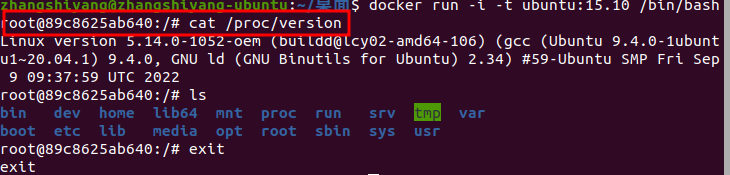 zhangshiyang@zhangshiyang-ubuntu:~/桌面$ docker run -i -t ubuntu:15.10 /bin/bash
root@89c8625ab640:/# cat /proc/version
Linux version 5.14.0-1052-oem (buildd@lcy02-amd64-106) (gcc (Ubuntu 9.4.0-1ubunt
u1~20.04.1) 9.4.0, GNU ld (GNU Binutils for Ubuntu) 2.34) #59-Ubuntu SMP Fri Sep
 9 09:37:59 UTC 2022
root@89c8625ab640:/# ls
bin dev home lib64 mnt proc run srv tmp var
boot etc lib media opt root sbin sys usr
root@89c8625ab640:/# exit
exit